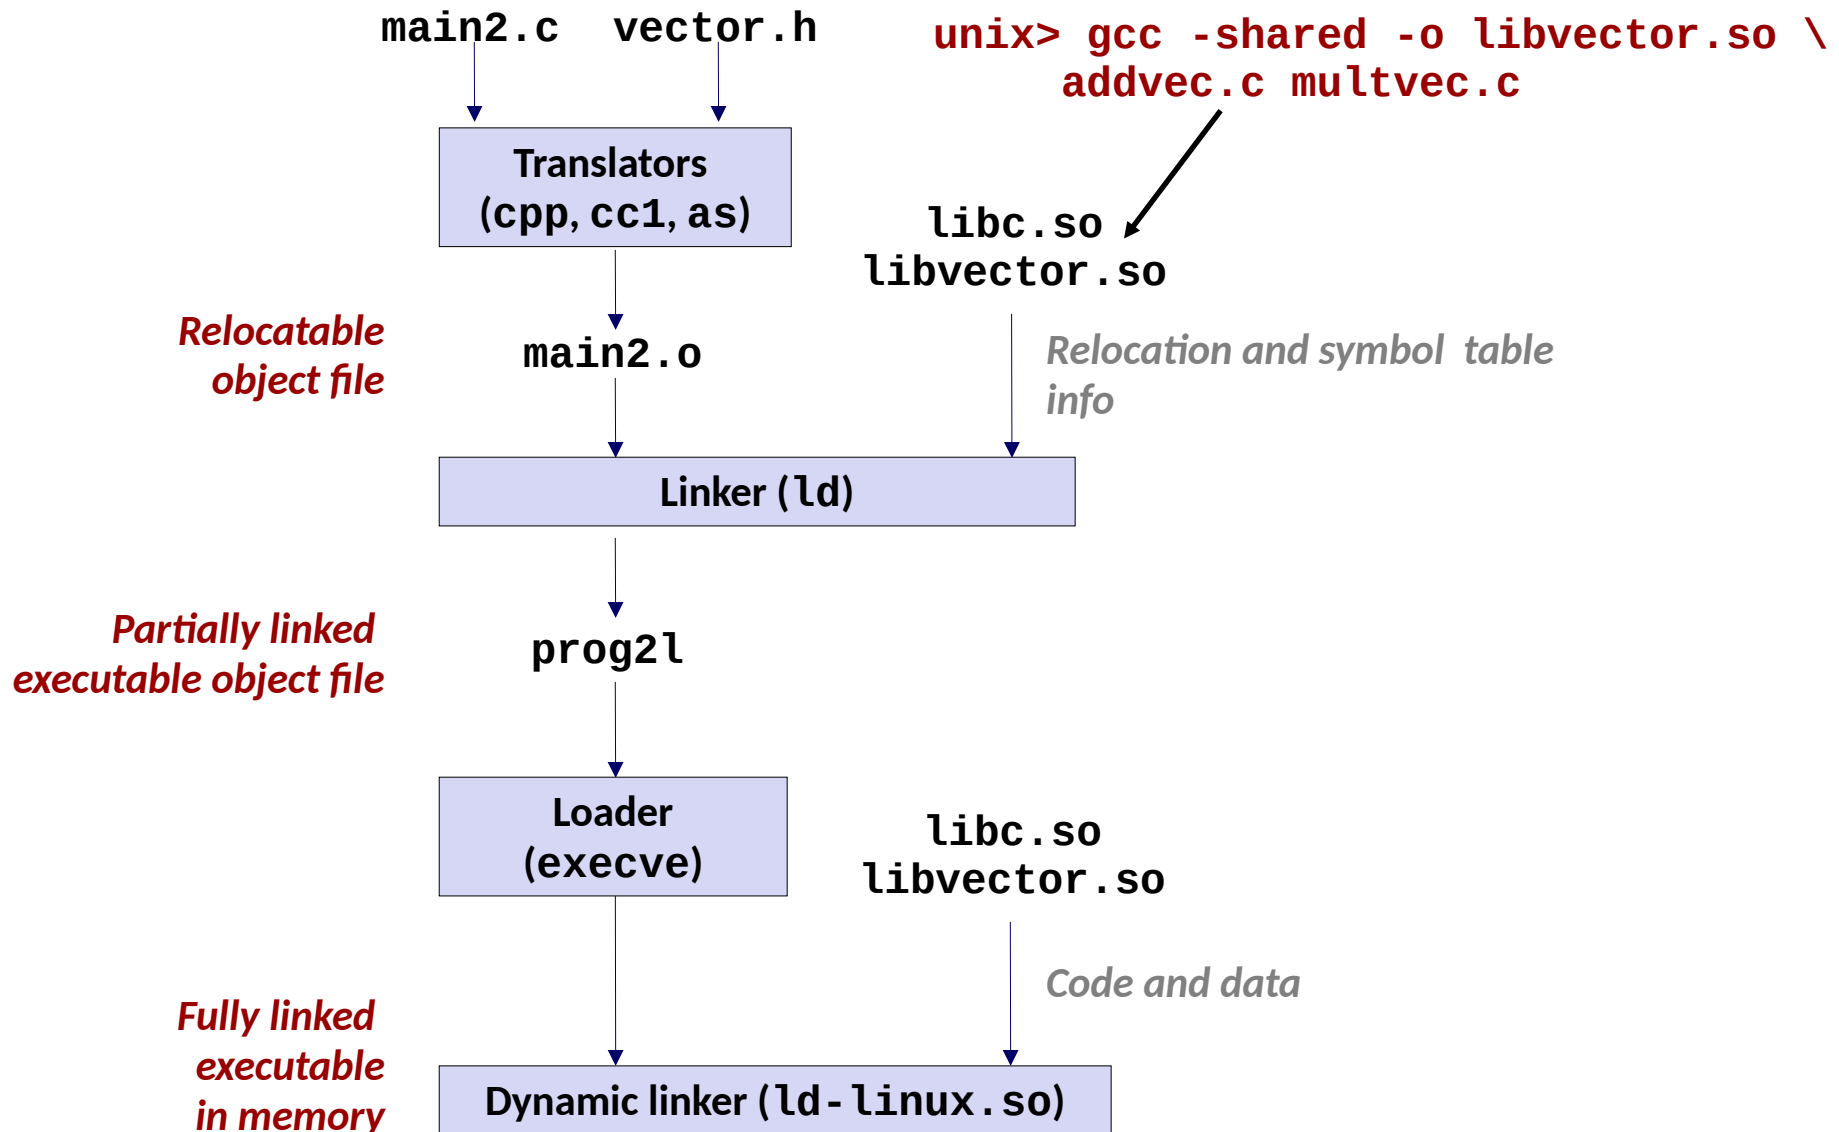 main2.c vector.h
unix> gcc -shared -o libvector.so \
addvec.c multvec.c
Translators
(cpp, cc1, as)
libc.so
libvector.so
Relocatable
object file
main2.o
Relocation and symbol table
info
Linker (ld)
Partially linked
executable object file
prog2l
Loader
(execve)
libc.so
libvector.so
Code and data
Fully linked
executable
in memory
Dynamic linker (ld-linux.so)